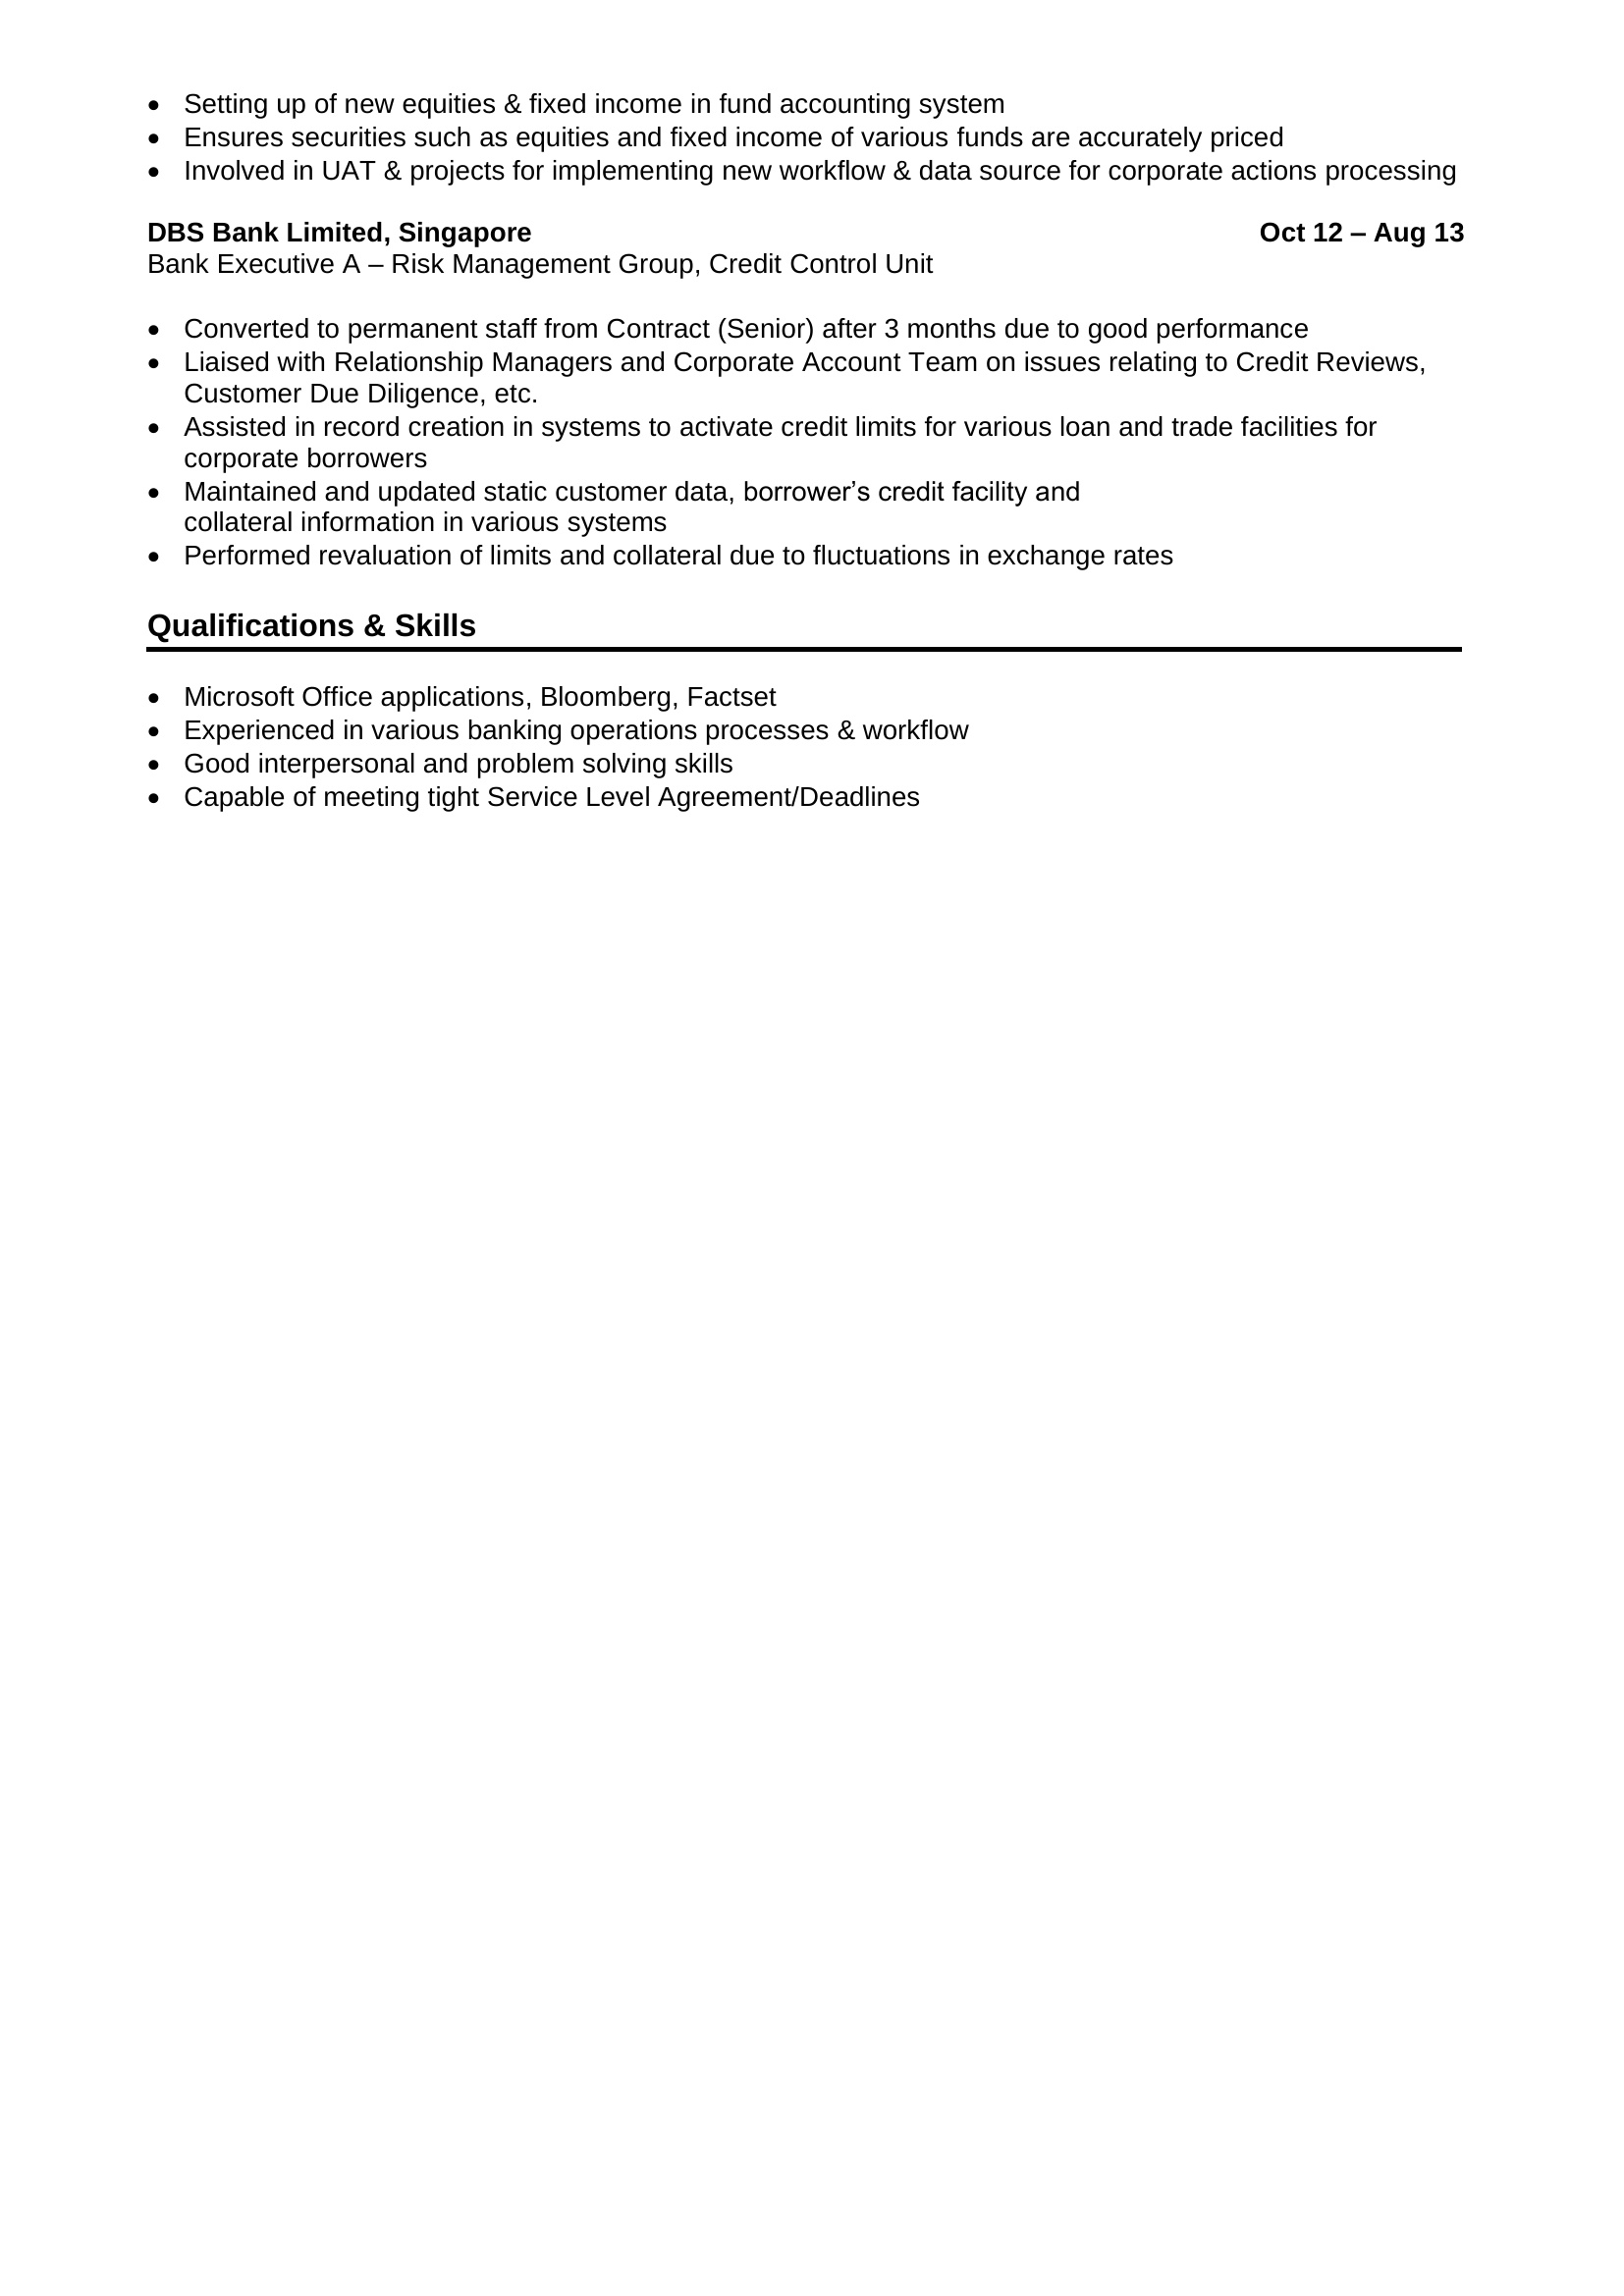 • Setting up of new equities & fixed income in fund accounting system
• Ensures securities such as equities and fixed income of various funds are accurately priced
• Involved in UAT & projects for implementing new workflow & data source for corporate actions processing
DBS Bank Limited, Singapore Oct 12 – Aug 13
Bank Executive A – Risk Management Group, Credit Control Unit
• Converted to permanent staff from Contract (Senior) after 3 months due to good performance
• Liaised with Relationship Managers and Corporate Account Team on issues relating to Credit Reviews,
Customer Due Diligence, etc.
• Assisted in record creation in systems to activate credit limits for various loan and trade facilities for
corporate borrowers
• Maintained and updated static customer data, borrower’s credit facility and
collateral information in various systems
• Performed revaluation of limits and collateral due to fluctuations in exchange rates
Qualifications & Skills
• Microsoft Office applications, Bloomberg, Factset
• Experienced in various banking operations processes & workflow
• Good interpersonal and problem solving skills
• Capable of meeting tight Service Level Agreement/Deadlines